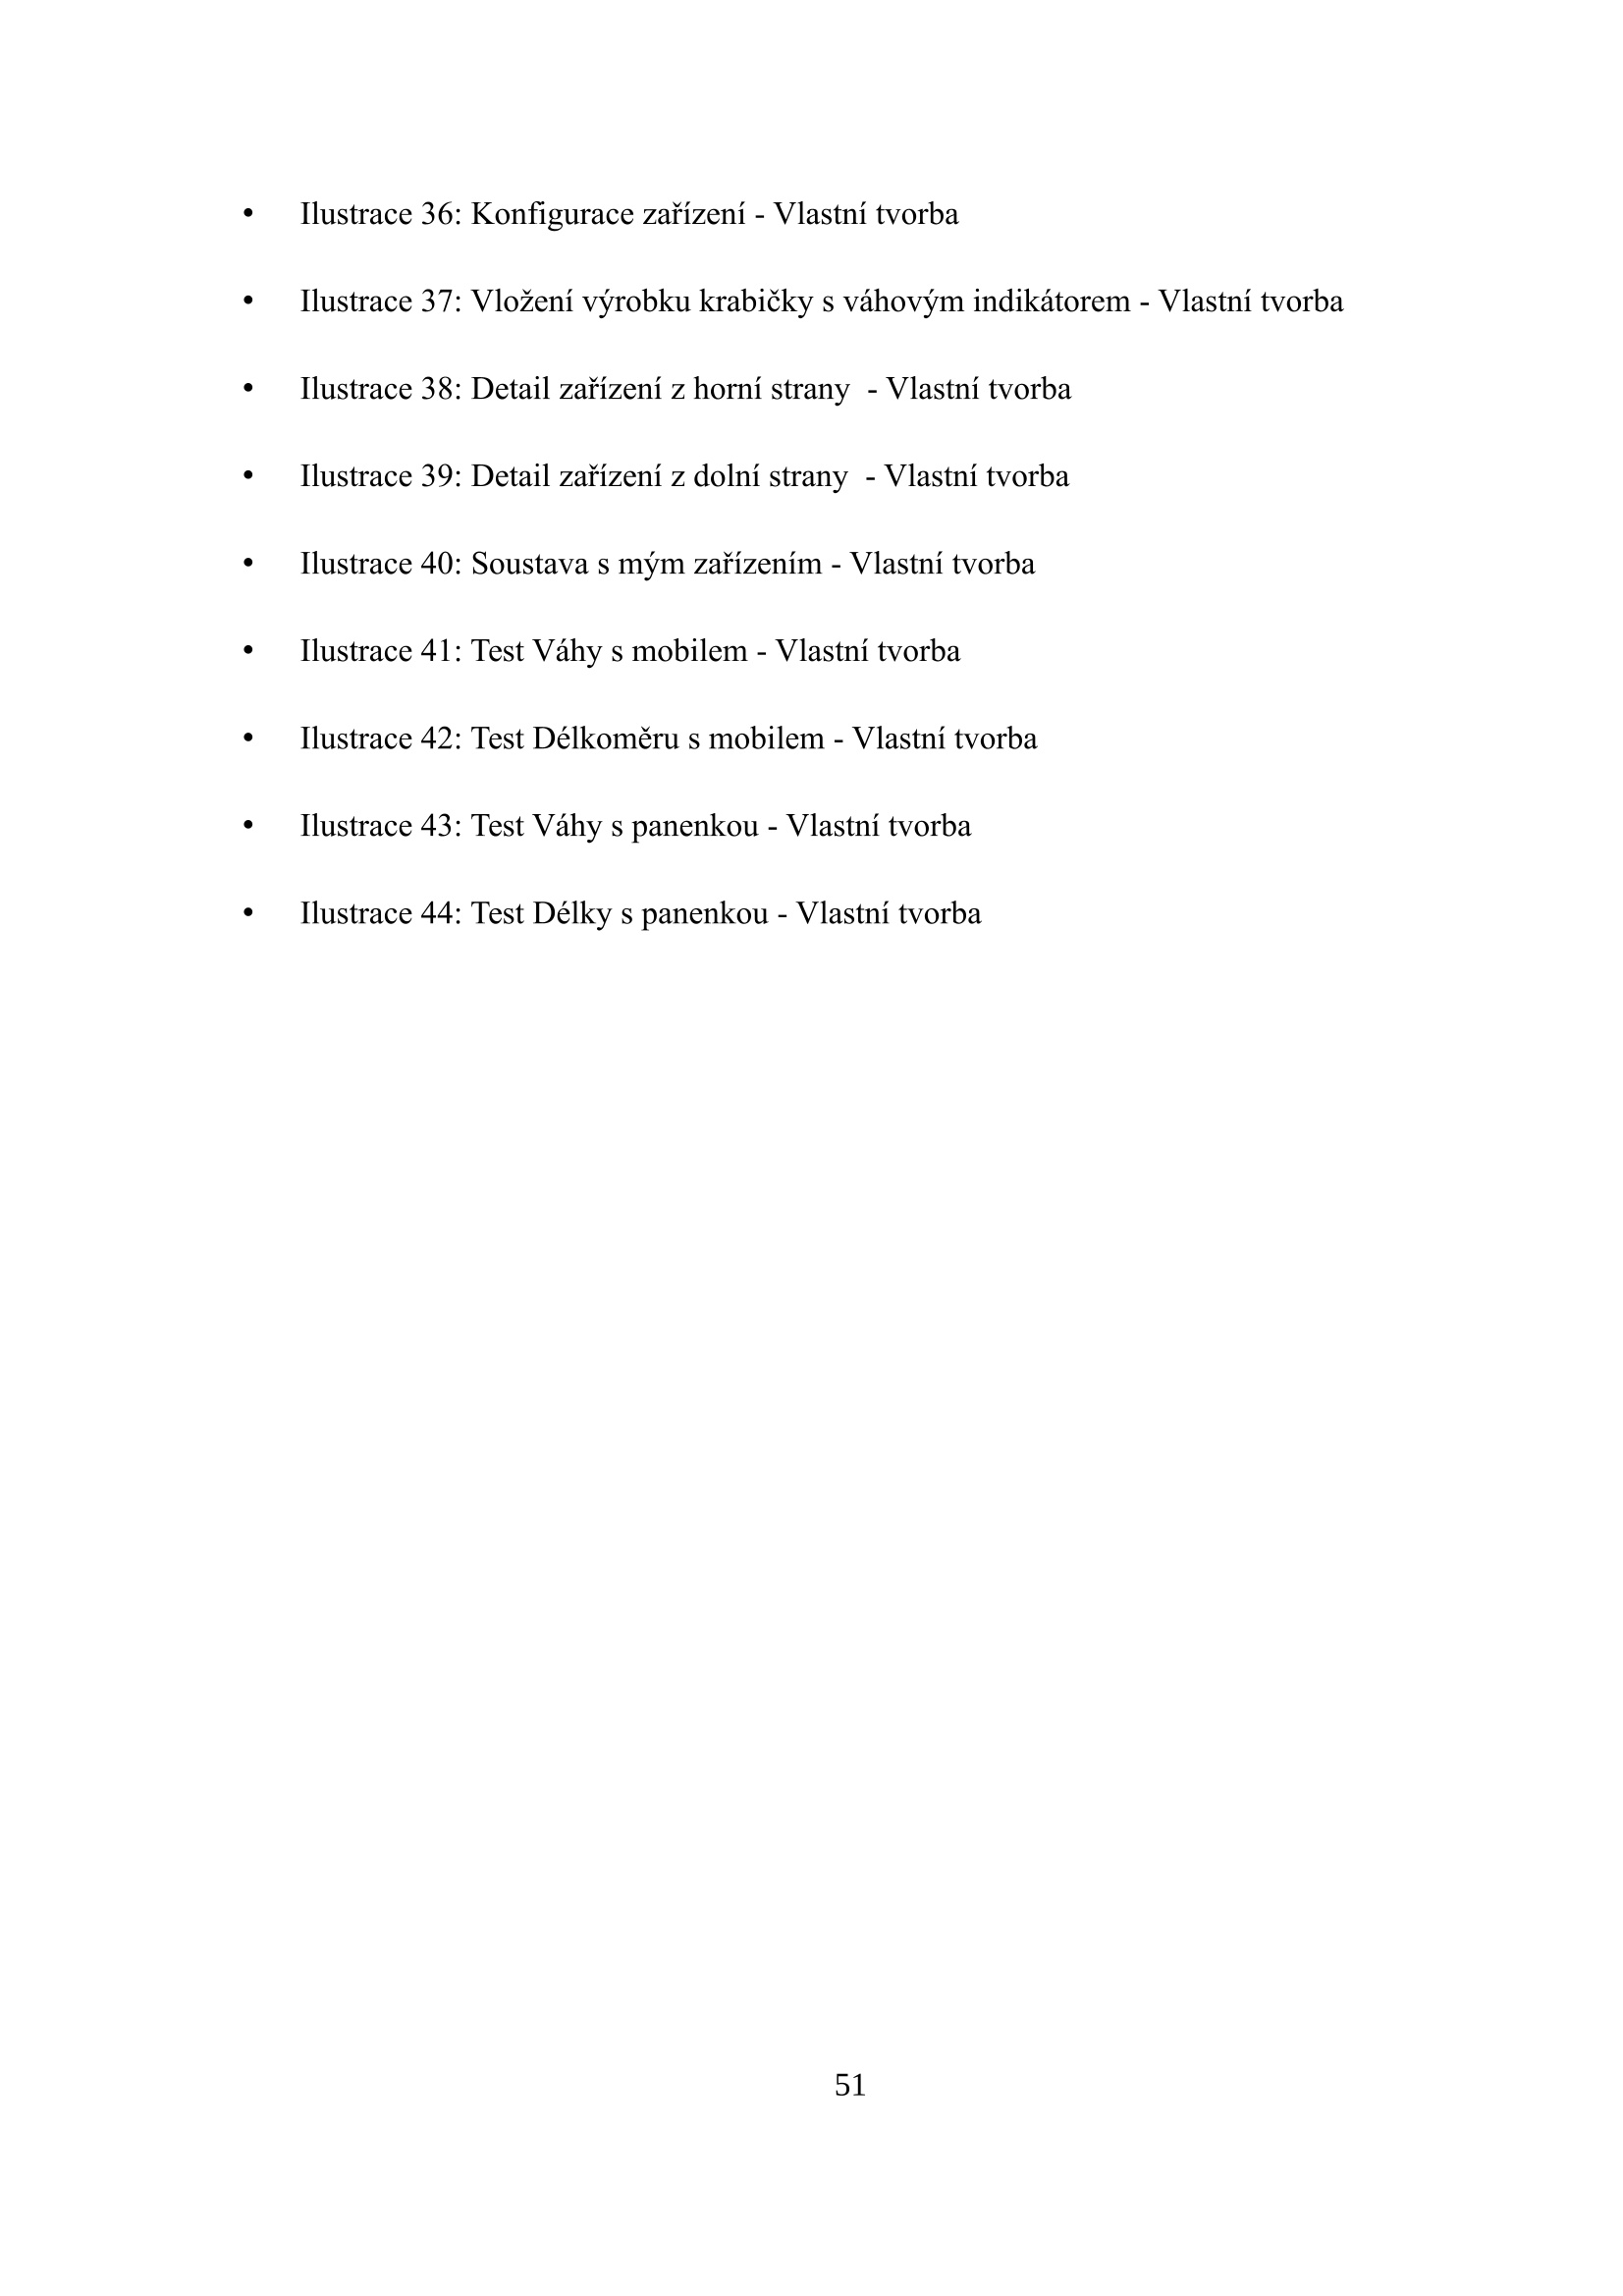 • Ilustrace 36: Konfigurace zařízení - Vlastní tvorba
• Ilustrace 37: Vložení výrobku krabičky s váhovým indikátorem - Vlastní tvorba
• Ilustrace 38: Detail zařízení z horní strany  - Vlastní tvorba
• Ilustrace 39: Detail zařízení z dolní strany  - Vlastní tvorba
• Ilustrace 40: Soustava s mým zařízením - Vlastní tvorba
• Ilustrace 41: Test Váhy s mobilem - Vlastní tvorba
• Ilustrace 42: Test Délkoměru s mobilem - Vlastní tvorba
• Ilustrace 43: Test Váhy s panenkou - Vlastní tvorba
• Ilustrace 44: Test Délky s panenkou - Vlastní tvorba
51